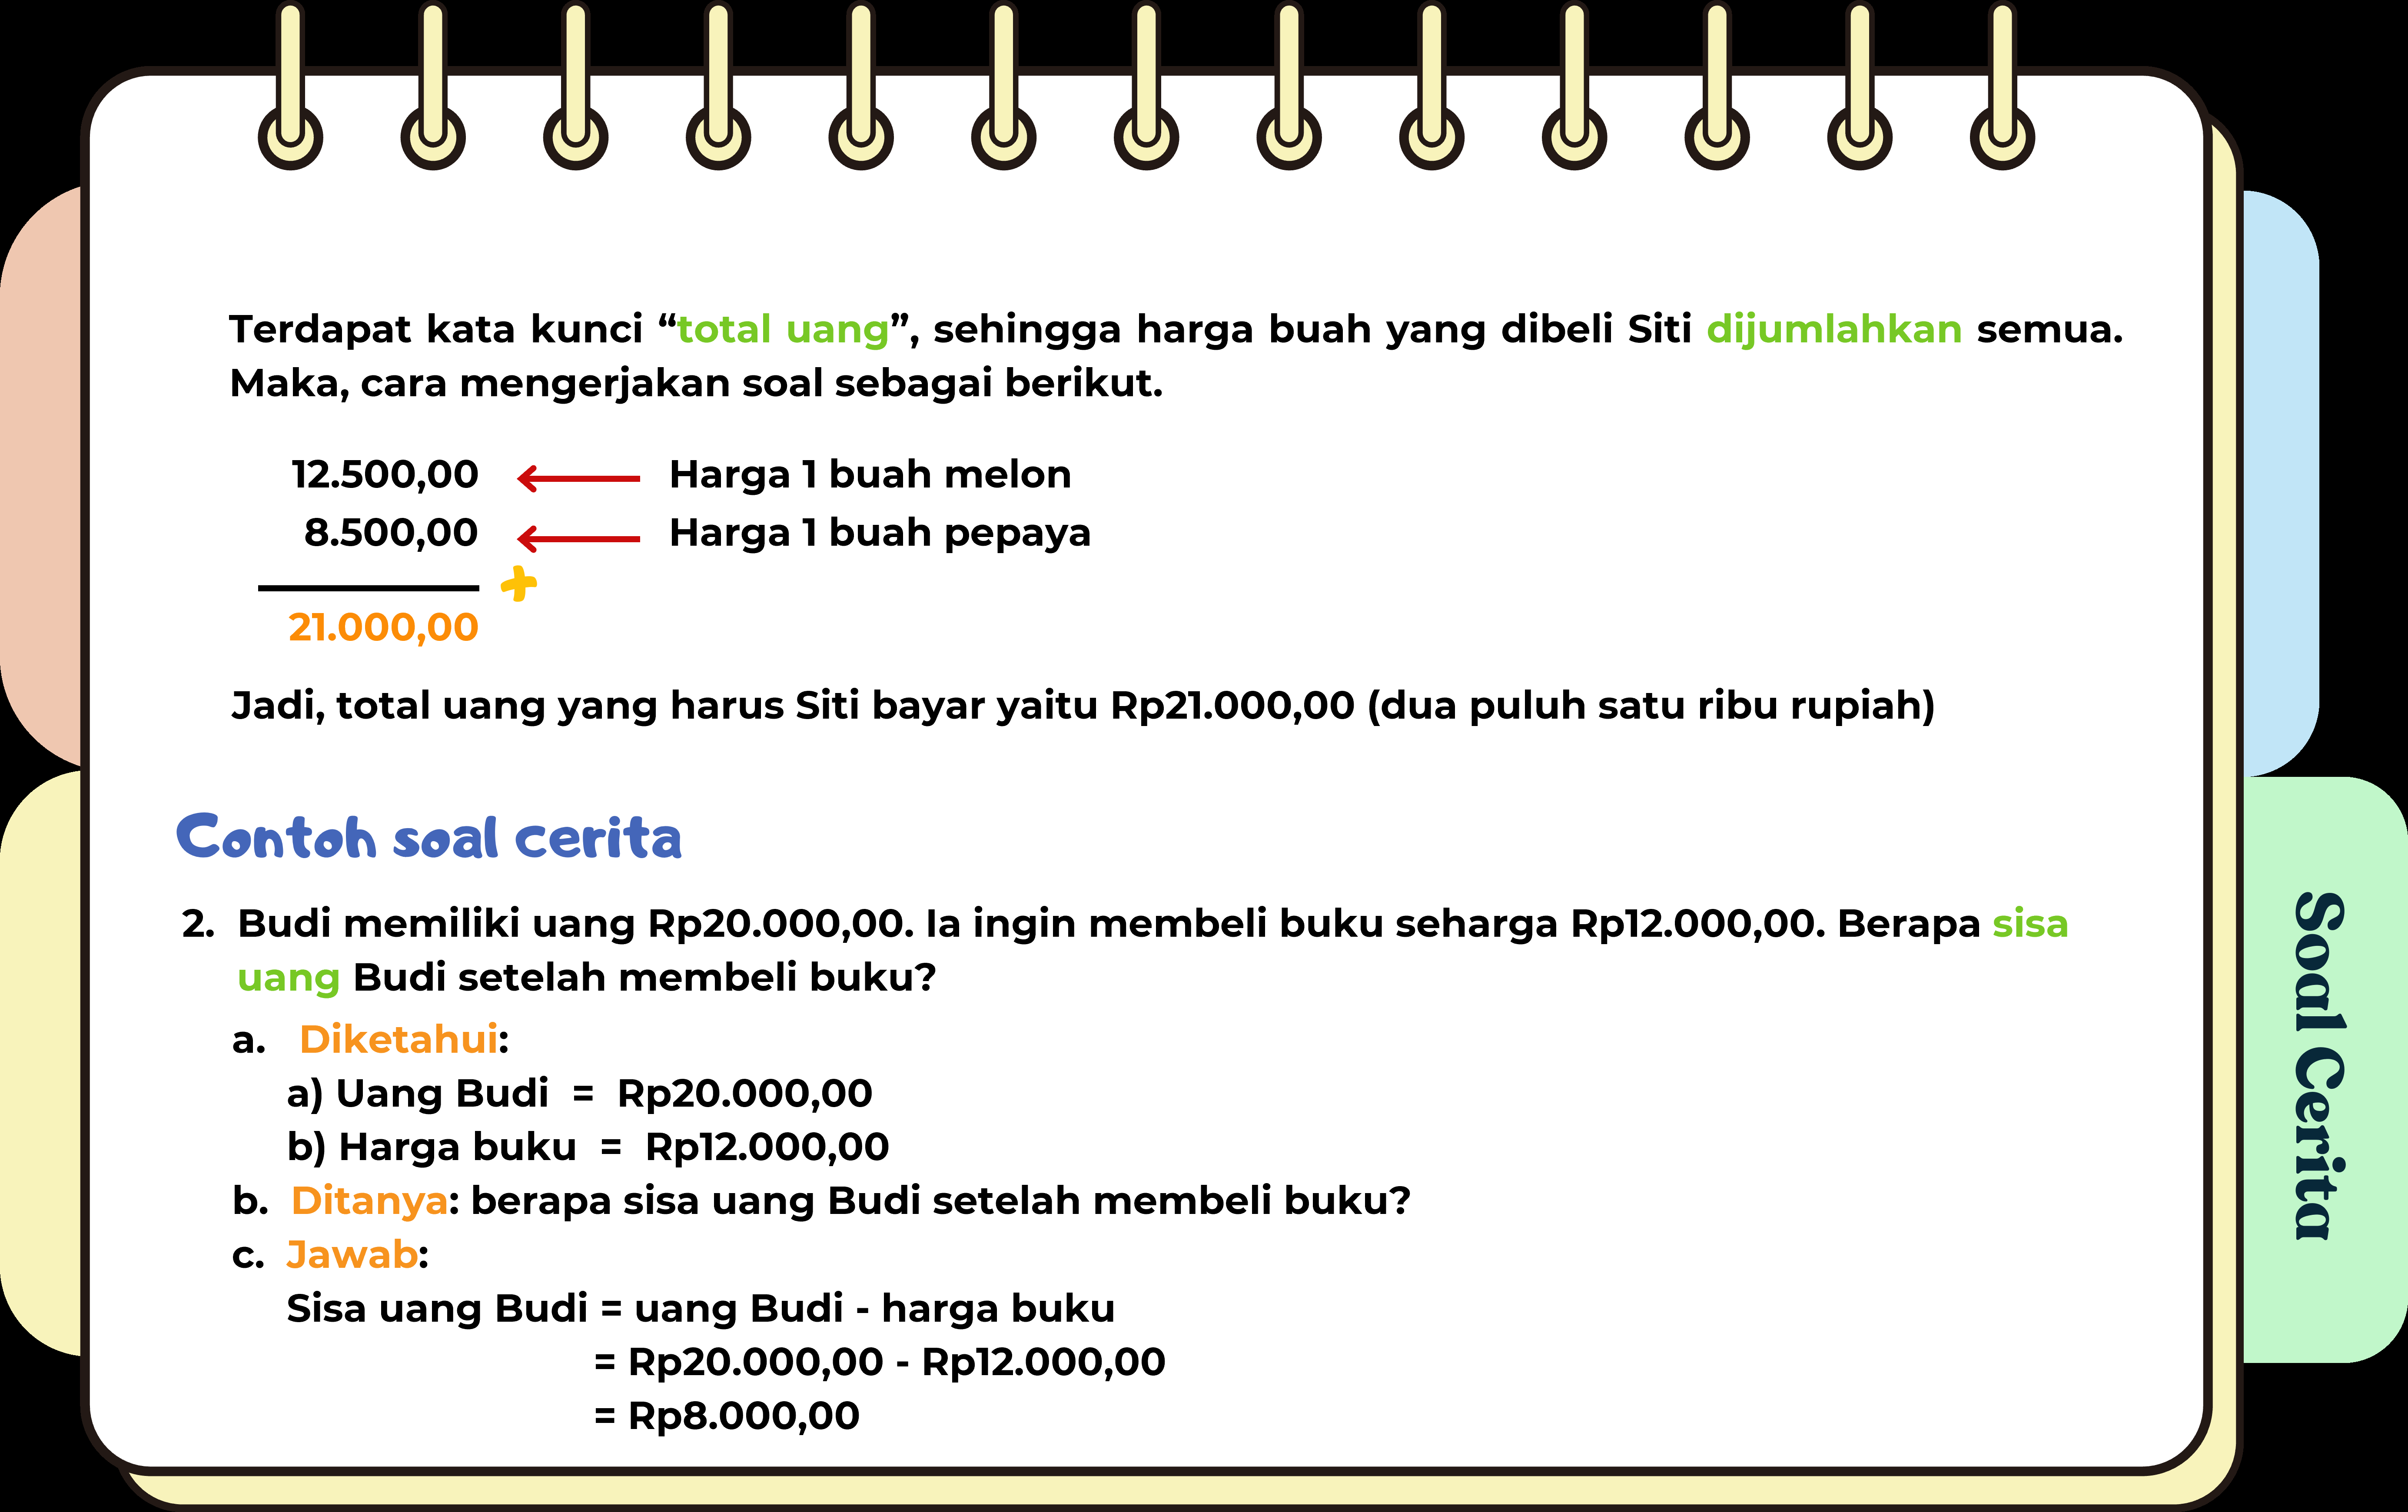 Terdapat kata kunci “total uang”, sehingga harga buah yang dibeli Siti dijumlahkan semua.
Maka, cara mengerjakan soal sebagai berikut.
12.500,00 Harga 1 buah melon
8.500,00 Harga 1 buah pepaya
+
21.000,00
Jadi, total uang yang harus Siti bayar yaitu Rp21.000,00 (dua puluh satu ribu rupiah)
Contoh soal cerita
2. Budi memiliki uang Rp20.000,00. Ia ingin membeli buku seharga Rp12.000,00. Berapa sisa
uang Budi setelah membeli buku?
a. Diketahui:
a) Uang Budi = Rp20.000,00
b) Harga buku = Rp12.000,00
b. Ditanya: berapa sisa uang Budi setelah membeli buku?
c. Jawab:
Sisa uang Budi = uang Budi - harga buku
= Rp20.000,00 - Rp12.000,00
= Rp8.000,00
Soal Cerita